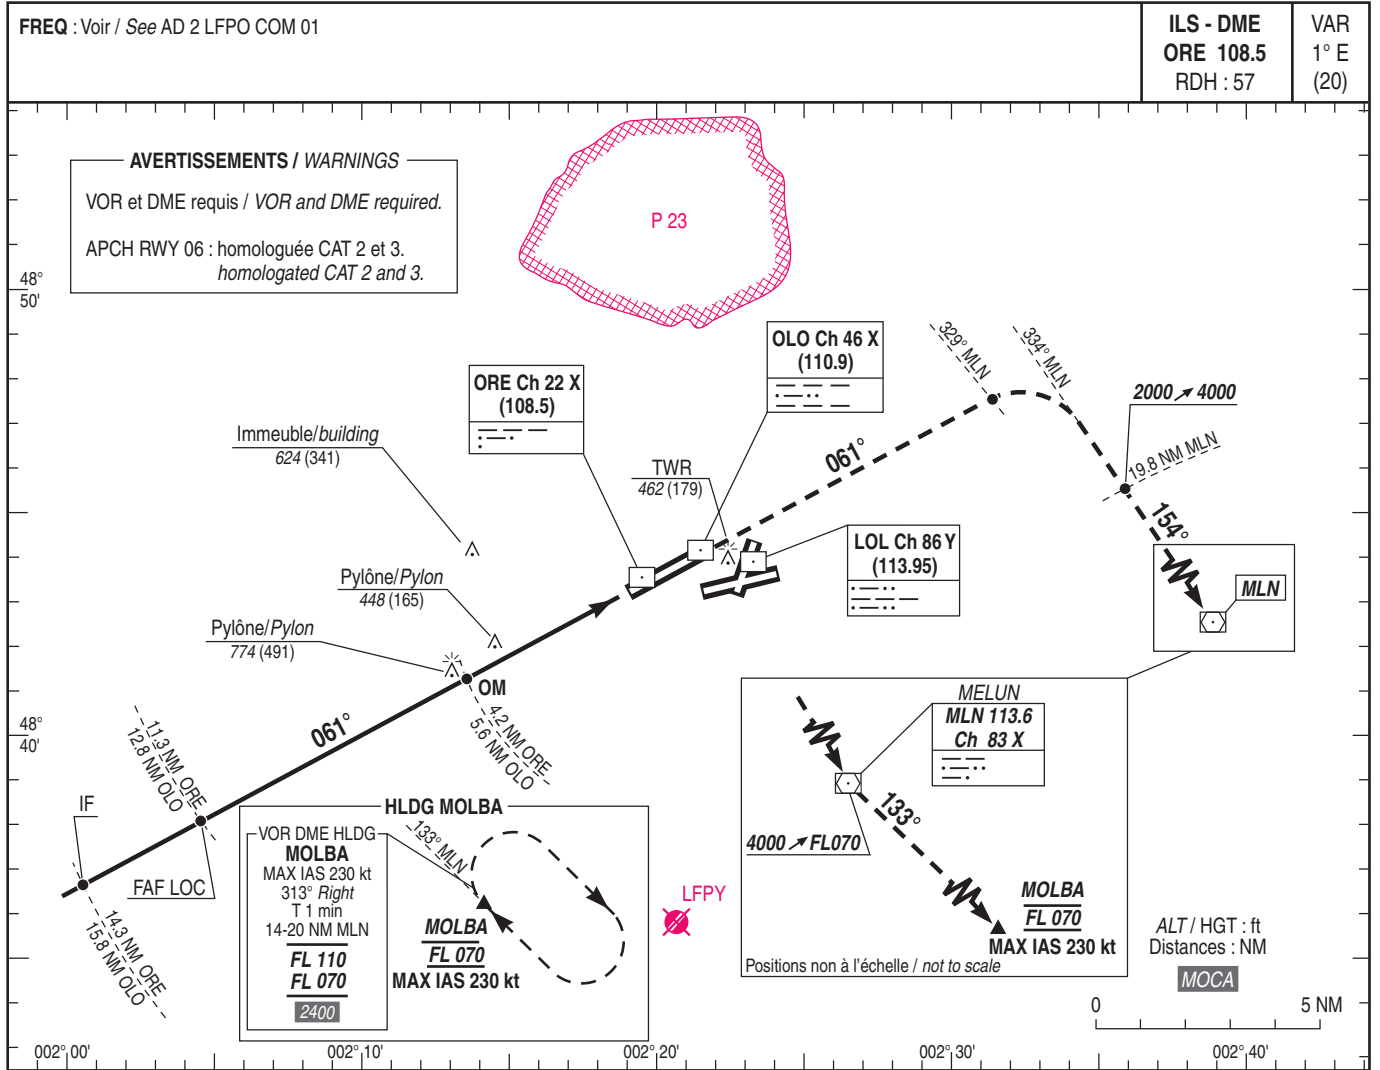 FREQ : Voir / See AD 2 LFPO COM 01
ILS - DME
ORE 108.5
RDH : 57
VAR
1° E
(20)
AVERTISSEMENTS / WARNINGS
VOR et DME requis / VOR and DME required.
APCH RWY 06 : homologuée CAT 2 et 3.
homologated CAT 2 and 3.
P 23
48°
50'
OLO Ch 46 X
(110.9)
ORE Ch 22 X
(108.5)
329° MLN
334° MLN
2000 ➚ 4000
Immeuble/building
624 (341)
TWR
462 (179)
061°
19.8 NM MLN
154°
LOL Ch 86 Y
(113.95)
Pylône/Pylon
448 (165)
MLN
Pylône/Pylon
774 (491)
OM
4.2 NM ORE
5.6 NM OLO
061°
48°
40'
11.3 NM ORE
12.8 NM OLO
MELUN
MLN 113.6
Ch 83 X
133°
4000 ➚ FL070
MOLBA
FL 070
MAX IAS 230 kt
Positions non à l'échelle / not to scale
IF
FAF LOC
14.3 NM ORE
15.8 NM OLO
HLDG MOLBA
VOR DME HLDG
MOLBA
MAX IAS 230 kt
313° Right
T 1 min
14-20 NM MLN
FL 110
FL 070
2400
133° MLN
MOLBA
FL 070
MAX IAS 230 kt
LFPY
ALT / HGT : ft
Distances : NM
MOCA
0
5 NM
002° 00'
002° 10'
002° 20'
002° 30'
002° 40'